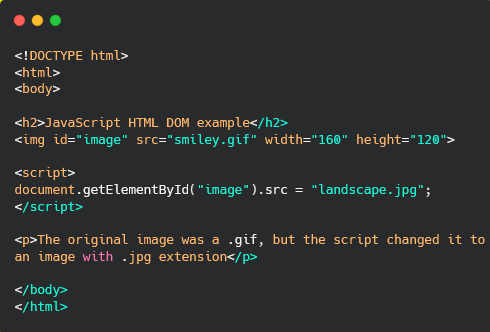 <!DOCTYPE html>
<html>
<body>
<h2>JavaScript HTML DOM example</h2>
<img id="image" src="smiley.gif" width="160" height="120">
<script>
document.getElementById("image").src = "landscape.jpg";
</script>
<p>The original image was a .gif, but the script changed it to
an image with .jpg extension</p>
</body>
</html>